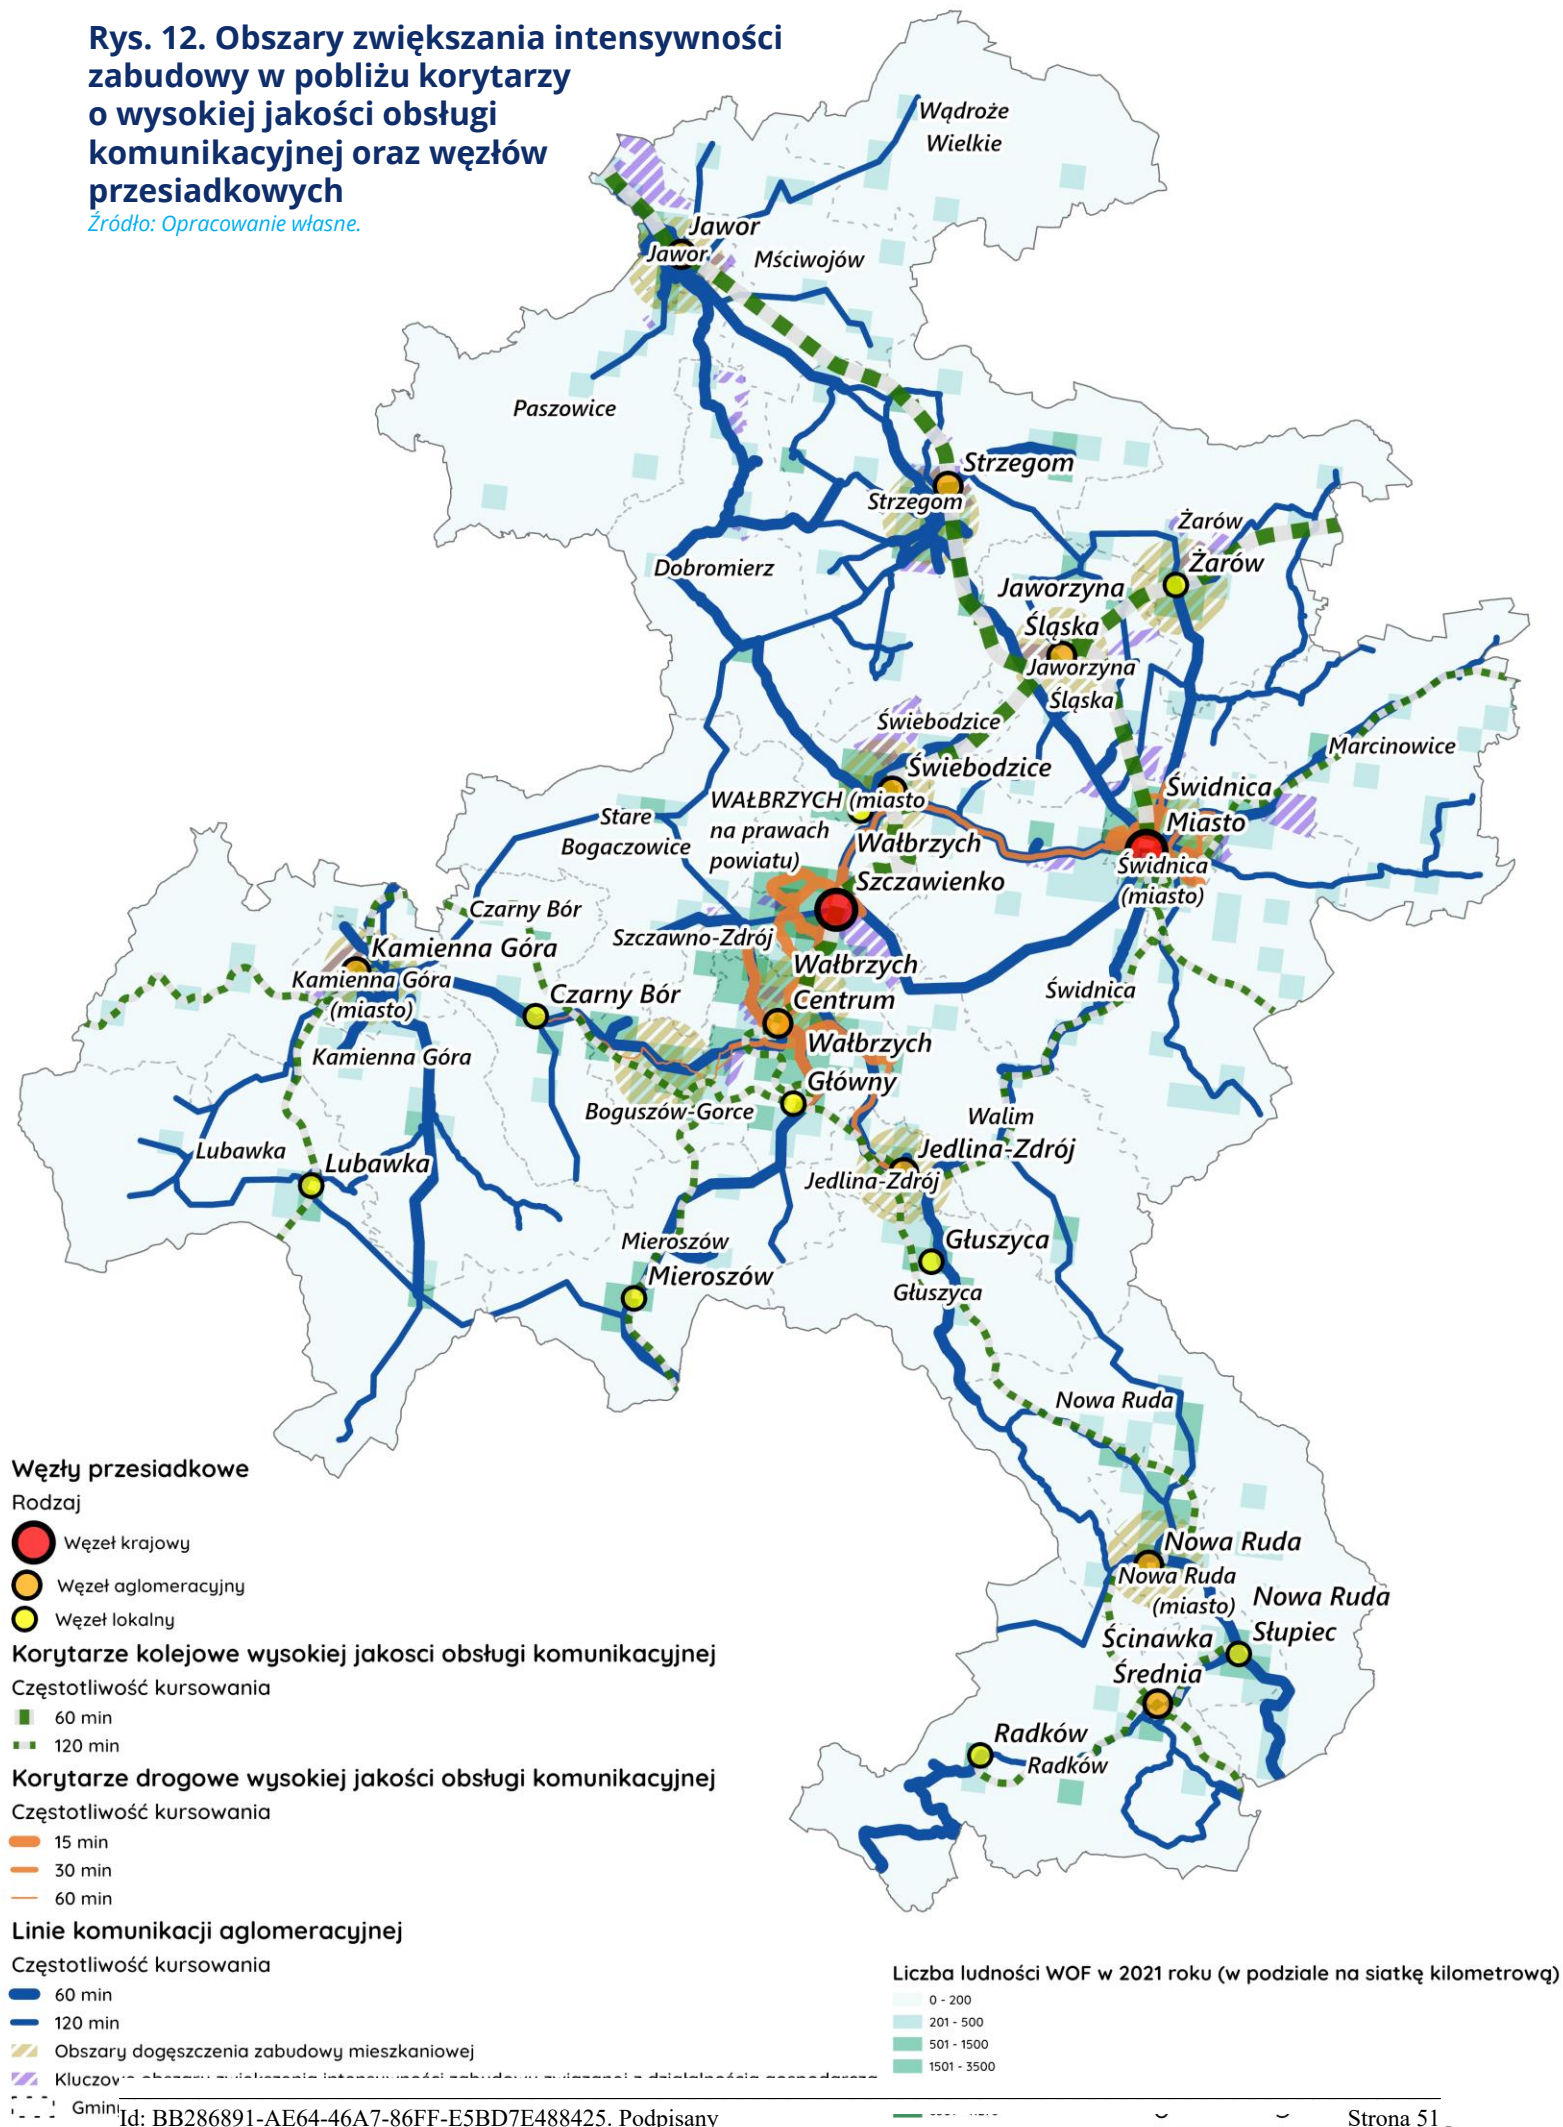 Rys. 12. Obszary zwiększania intensywności
zabudowy w pobliżu korytarzy
o wysokiej jakości obsługi
komunikacyjnej oraz węzłów
przesiadkowych
Źródło: Opracowanie własne.
Wądroże
Wielkie
Jawor
Jawor
Mściwojów
Paszowice
Strzegom
Strzegom
Żarów
Żarów
Dobromierz
Jaworzyna
Śląska
Jaworzyna
Śląska
Świebodzice
Marcinowice
Świebodzice
Świdnica
Miasto
WAŁBRZYCH (miasto
na prawach
powiatu)
Stare
Bogaczowice
Wałbrzych
Szczawienko
Świdnica
(miasto)
Czarny Bór
Szczawno-Zdrój
Kamienna Góra
Kamienna Góra
(miasto)
Wałbrzych
Centrum
Świdnica
Czarny Bór
Wałbrzych
Główny
Kamienna Góra
Boguszów-Gorce
Walim
Jedlina-Zdrój
Jedlina-Zdrój
Lubawka
Lubawka
Mieroszów
Mieroszów
Głuszyca
Głuszyca
Nowa Ruda
Nowa Ruda
Nowa Ruda
(miasto)
Nowa Ruda
Słupiec
Ścinawka
Średnia
Radków
Radków
Węzły przesiadkowe
Rodzaj
Węzeł krajowy
Węzeł aglomeracyjny
Węzeł lokalny
Korytarze kolejowe wysokiej jakosci obsługi komunikacyjnej
Częstotliwość kursowania
60 min
120 min
Korytarze drogowe wysokiej jakości obsługi komunikacyjnej
Częstotliwość kursowania
15 min
30 min
60 min
Linie komunikacji aglomeracyjnej
Częstotliwość kursowania
60 min
120 min
Obszary dogęszczenia zabudowy mieszkaniowej
Liczba ludności WOF w 2021 roku (w podziale na siatkę kilometrową)
0 - 200
201 - 500
501 - 1500
1501 - 3500
Id: BB286891-AE64-46A7-86FF-E5BD7E488425. Podpisany
Strona 51